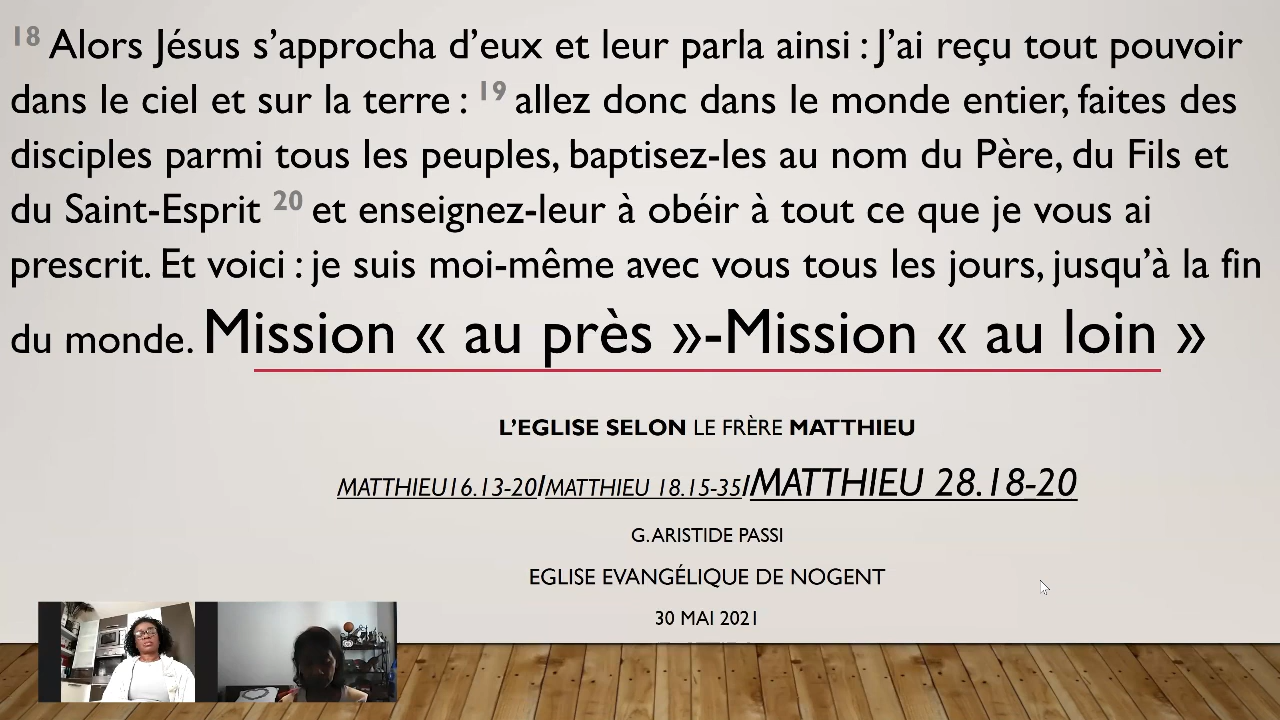 18 Alors Jésus s’approcha d’eux et leur parla ainsi : J’ai reçu tout pouvoir
dans le ciel et sur la terre : 19 allez donc dans le monde entier, faites des
disciples parmi tous les peuples, baptisez-les au nom du Père, du Fils et
du Saint-Esprit 20 et enseignez-leur à obéir à tout ce que je vous ai
prescrit. Et voici : je suis moi-même avec vous tous les jours, jusqu’à la fin
du monde. Mission « au près »-Mission « au loin »
L’EGLISE SELON LE FRÈRE MATTHIEU
MATTHIEU16.13-20/MATTHIEU 18.15-35/MATTHIEU 28.18-20
G. ARISTIDE PASSI
EGLISE EVANGÉLIQUE DE NOGENT
30 MAI 2021